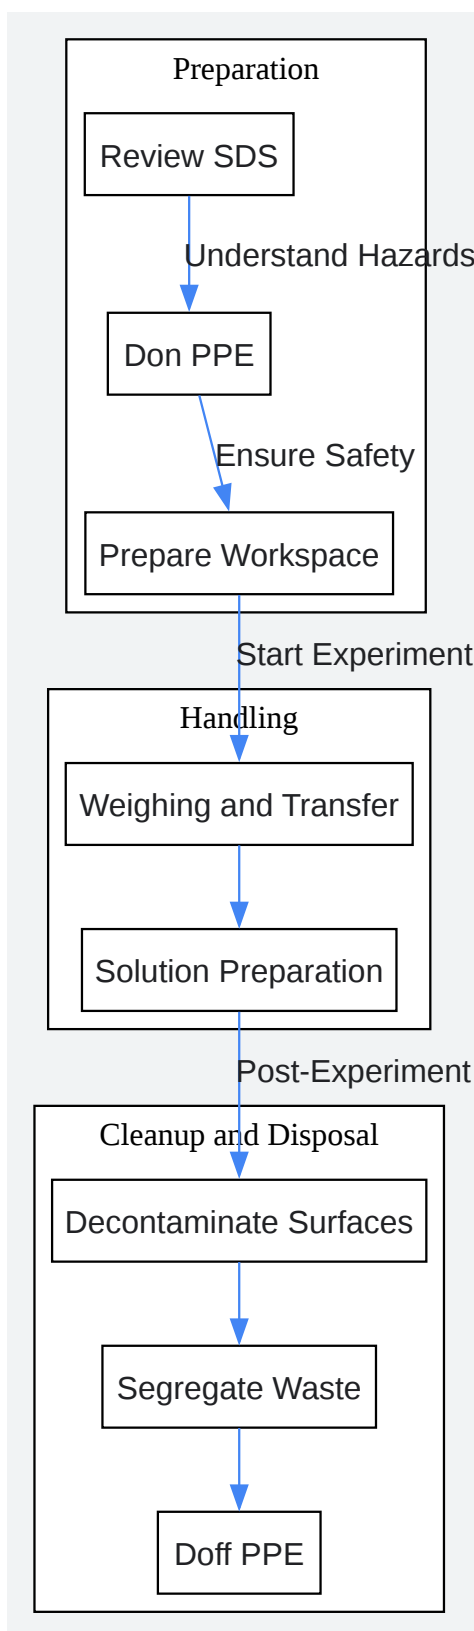 Preparation
Review SDS
Understand Hazards
Don PPE
Ensure Safety
Prepare Workspace
Start Experiment
Handling
Weighing and Transfer
Solution Preparation
Post-Experiment
Cleanup and Disposal
Decontaminate Surfaces
Segregate Waste
Doff PPE